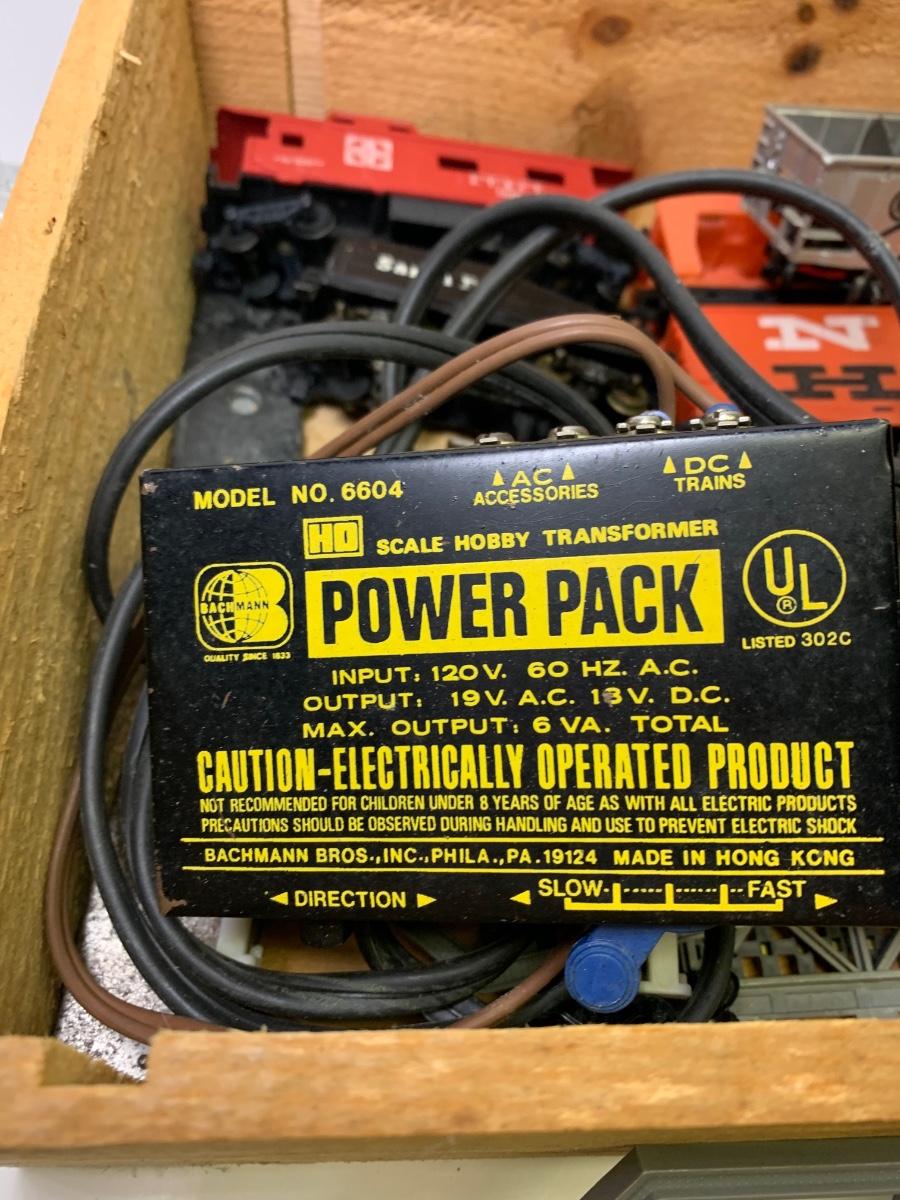 Santa F
N
H
MODEL NO. 6604
AC
ACCESSORIES
DC
TRAINS
HO SCALE HOBBY TRANSFORMER
BACHMANN
QUALITY SINCE 1833
POWER PACK
UL
®
LISTED 302C
INPUT: 120V. 60 HZ. A.C.
OUTPUT: 19V. A.C. 18V. D.C.
MAX. OUTPUT: 6 VA. TOTAL
CAUTION-ELECTRICALLY OPERATED PRODUCT
NOT RECOMMENDED FOR CHILDREN UNDER 8 YEARS OF AGE AS WITH ALL ELECTRIC PRODUCTS
PRECAUTIONS SHOULD BE OBSERVED DURING HANDLING AND USE TO PREVENT ELECTRIC SHOCK
BACHMANN BROS., INC., PHILA., PA. 19124 MADE IN HONG KONG
DIRECTION
SLOW FAST